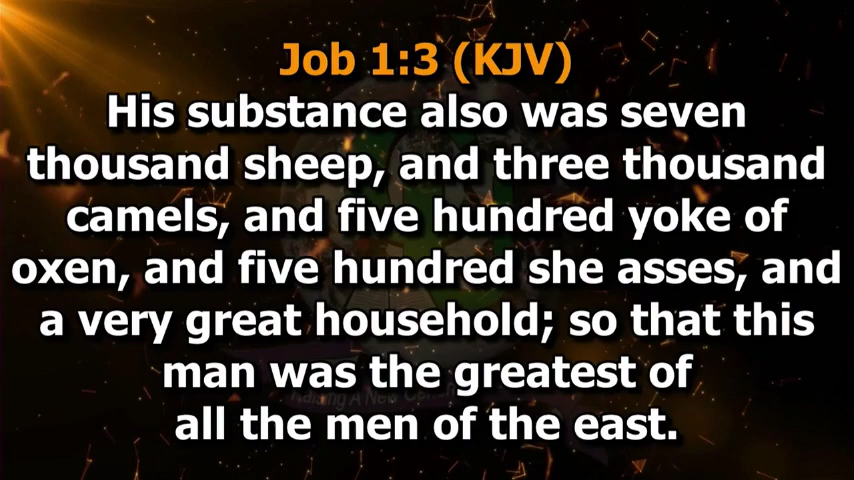 Job 1:3 (KJV)
His substance also was seven
thousand sheep, and three thousand
camels, and five hundred yoke of
oxen, and five hundred she asses, and
a very great household; so that this
man was the greatest of
all the men of the east.
Raising A New